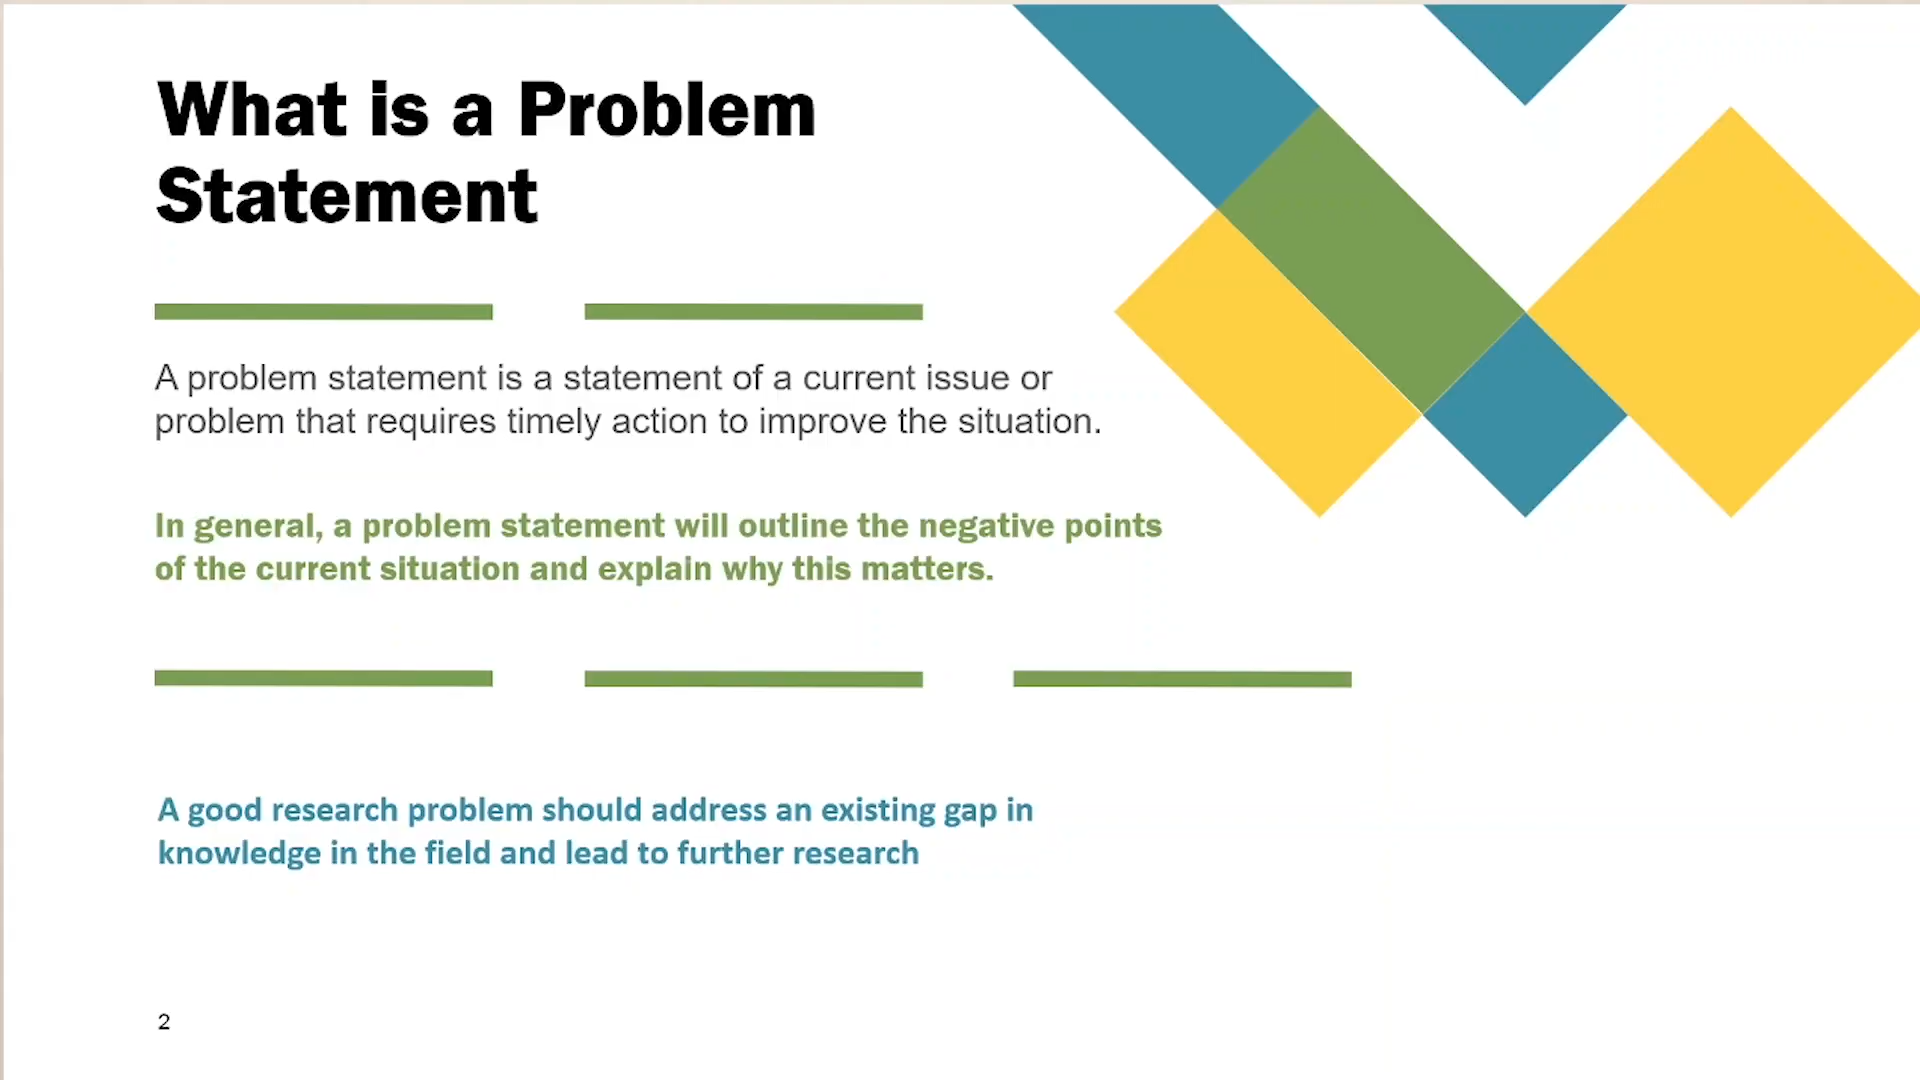 What is a Problem
Statement
A problem statement is a statement of a current issue or
problem that requires timely action to improve the situation.
In general, a problem statement will outline the negative points
of the current situation and explain why this matters.
A good research problem should address an existing gap in
knowledge in the field and lead to further research
2